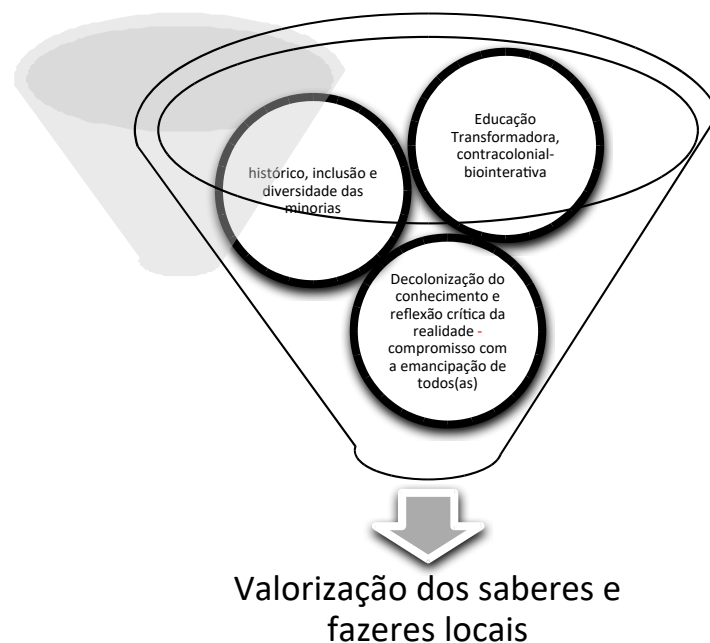 Educação
Transformadora,
contracolonial-
biointerativa
histórico, inclusão e
diversidade das
minorias
Decolonização do
conhecimento e
reflexão crítica da
realidade -
compromisso com
a emancipação de
todos(as)
Valorização dos saberes e
fazeres locais